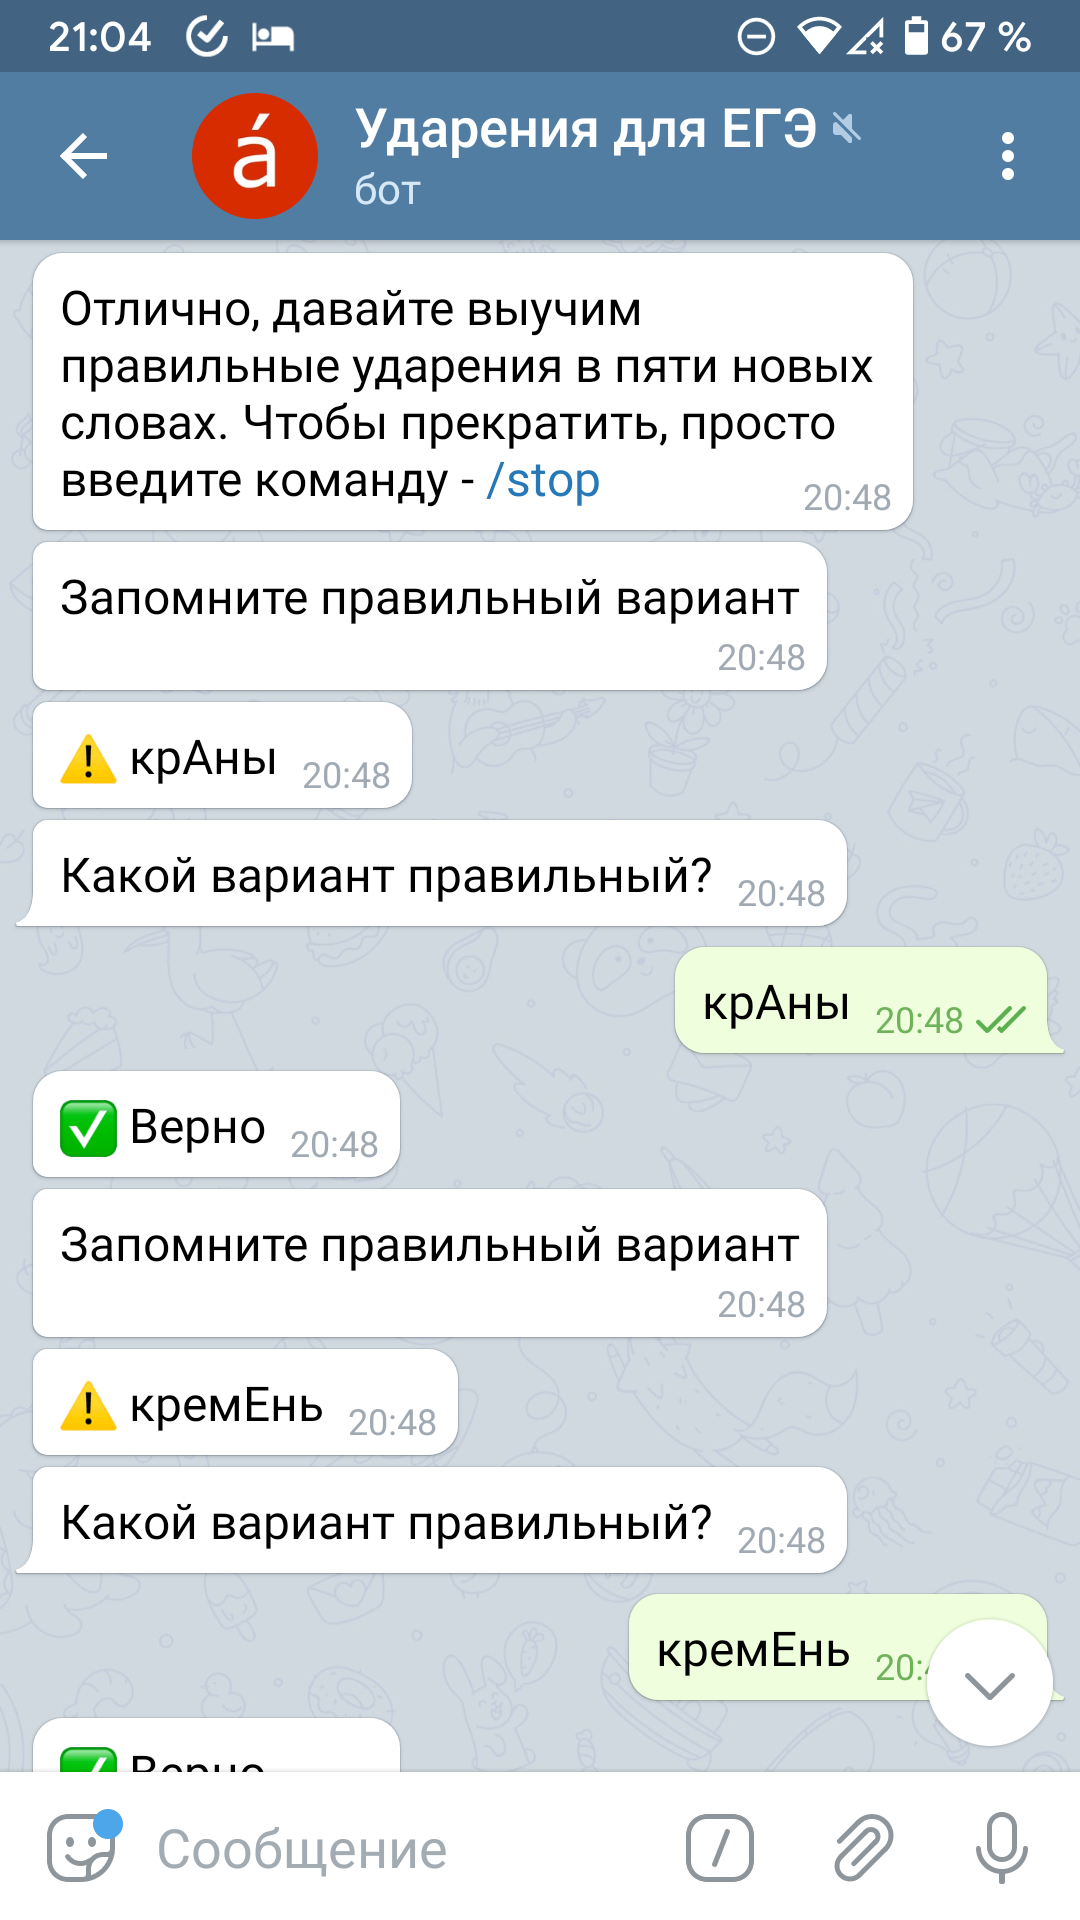 21:04
67 %
á
Ударения для ЕГЭ
бот
Отлично, давайте выучим
правильные ударения в пяти новых
словах. Чтобы прекратить, просто
введите команду - /stop
20:48
Запомните правильный вариант
20:48
крАны 20:48
Какой вариант правильный? 20:48
крАны 20:48
Верно 20:48
Запомните правильный вариант
20:48
кремЕнь 20:48
Какой вариант правильный? 20:48
кремЕнь
Верно
Сообщение